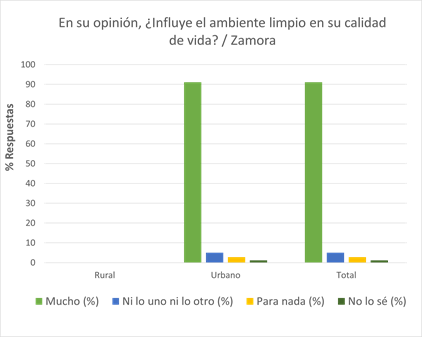 En su opinión, ¿Influye el ambiente limpio en su calidad
de vida? / Zamora
% Respuestas
100
90
80
70
60
50
40
30
20
10
0
Rural Urbano Total
Mucho (%) Ni lo uno ni lo otro (%) Para nada (%) No lo sé (%)